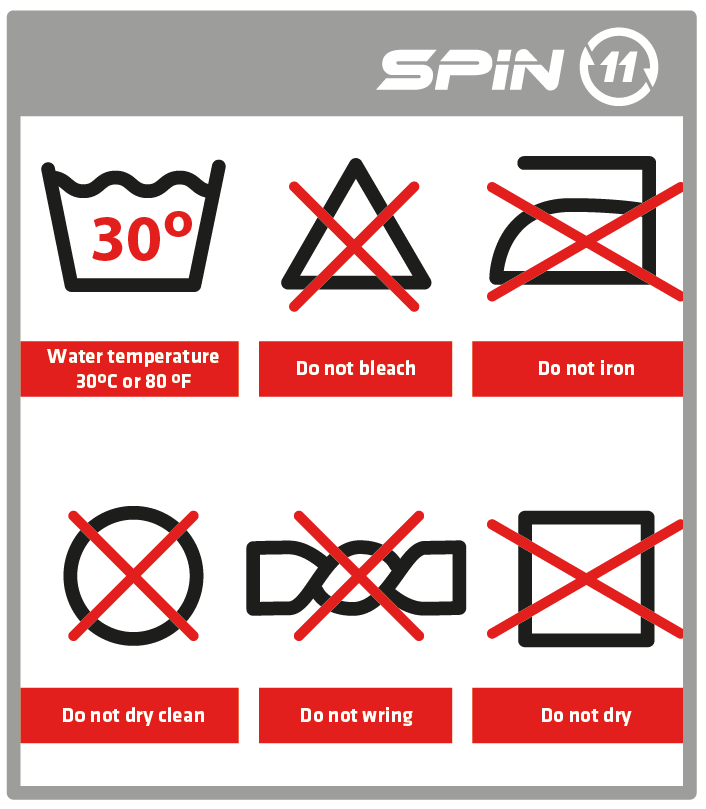 SPiN 11
30º
Water temperature
30ºC or 80 ºF
Do not bleach
Do not iron
Do not dry clean
Do not wring
Do not dry